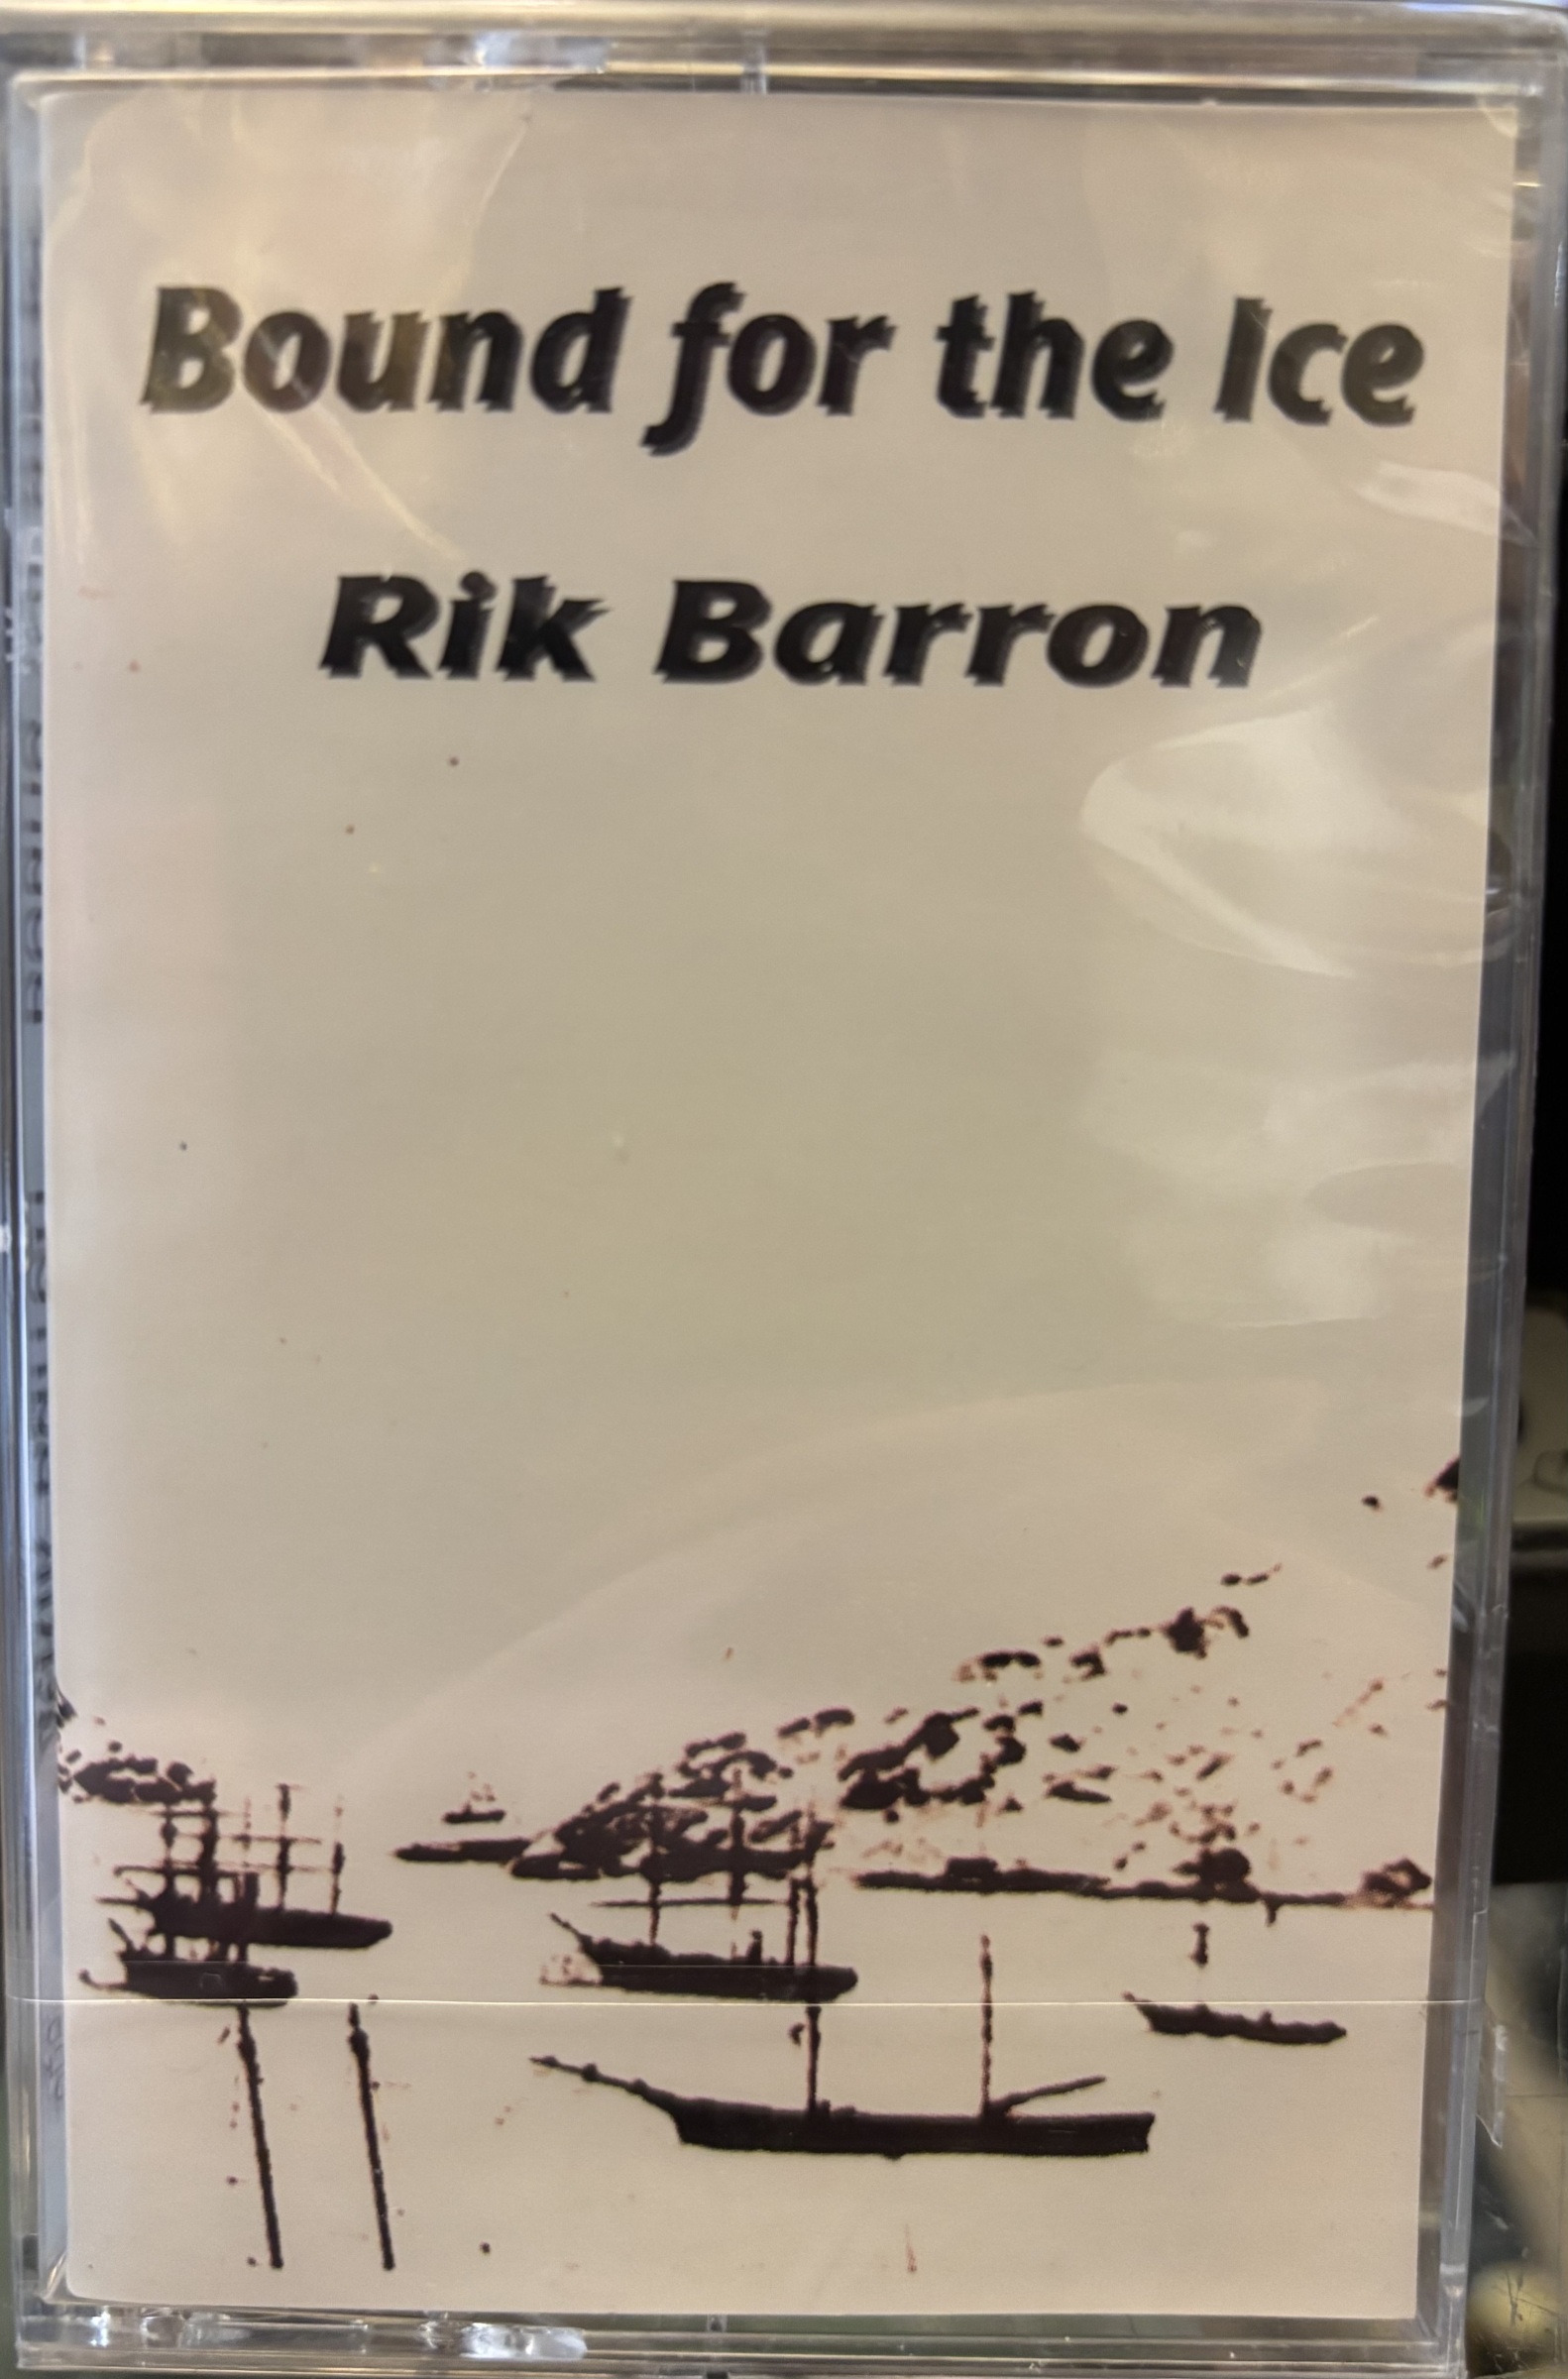 Bound for the Ice
Rik Barron